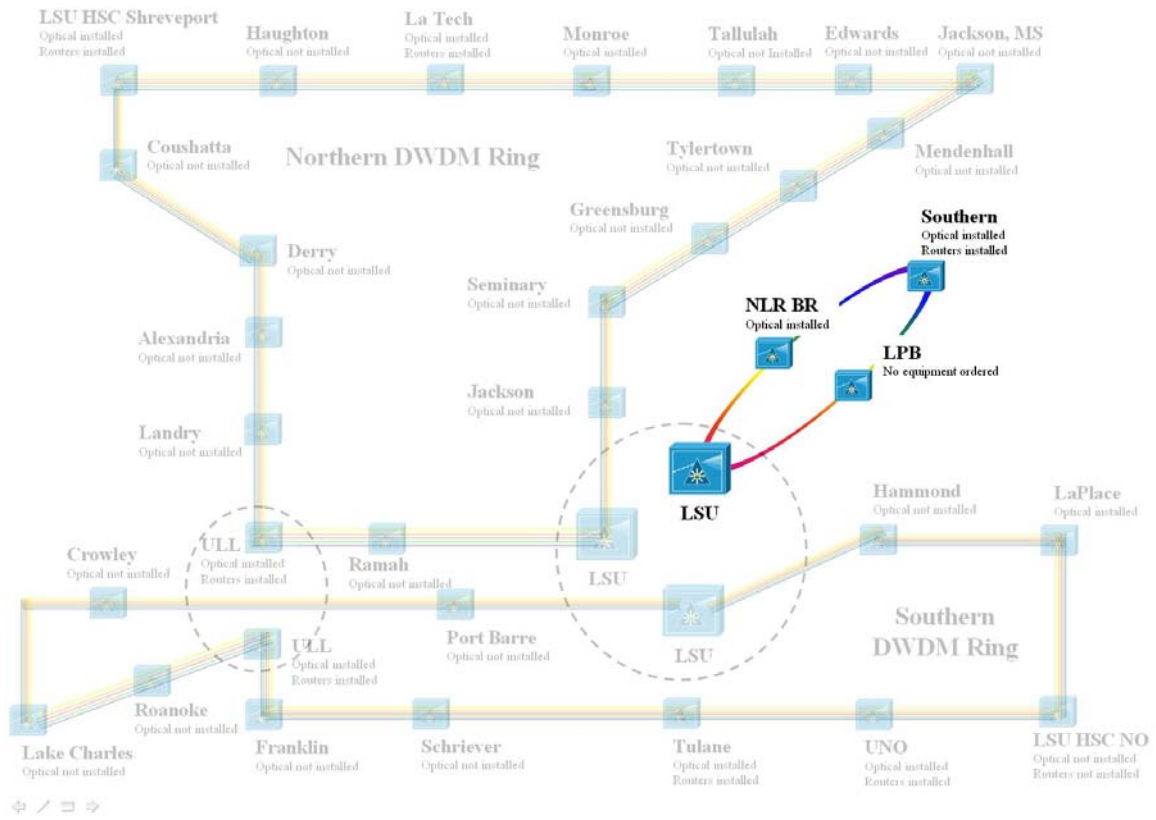 LSU HSC Shreveport
Optical installed
Routers installed
Haughton
Optical not installed
La Tech
Optical not installed
Routers installed
Monroe
Optical not installed
Tallulah
Optical not Installed
Edwards
Optical not installed
Jackson, MS
Optical not installed
Coushatta
Optical not installed
Northern DWDM Ring
Tylertown
Optical not installed
Mendenhall
Optical not installed
Greensburg
Optical not installed
Southern
Optical installed
Routers installed
Derry
Optical not installed
Seminary
Optical not installed
NLR BR
Optical installed
Alexandria
Optical not installed
LPB
No equipment ordered
Jackson
Optical not installed
Landry
Optical not installed
LSU
Hammond
Optical not installed
LaPlace
Optical installed
ULL
Optical installed
Routers installed
Ramah
Optical not installed
LSU
Crowley
Optical not installed
Port Barre
Optical not installed
LSU
Southern
DWDM Ring
ULL
Optical installed
Routers installed
Roanoke
Optical not installed
Lake Charles
Optical not installed
Franklin
Optical not installed
Schriever
Optical not installed
Tulane
Optical installed
Routers installed
UNO
Optical installed
Routers installed
LSU HSC NO
Optical not installed
Routers not installed